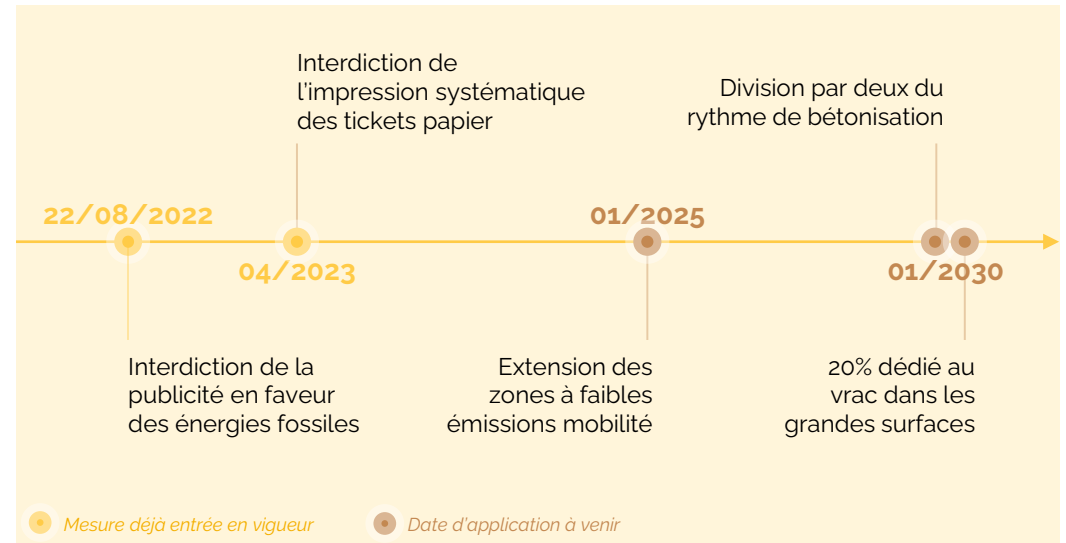 Interdiction de
l'impression systématique
des tickets papier
Division par deux du
rythme de bétonisation
22/08/2022
01/2025
04/2023
01/2030
Interdiction de la
publicité en faveur
des énergies fossiles
Extension des
zones à faibles
émissions mobilité
20% dédié au
vrac dans les
grandes surfaces
Mesure déjà entrée en vigueur
Date d'application à venir